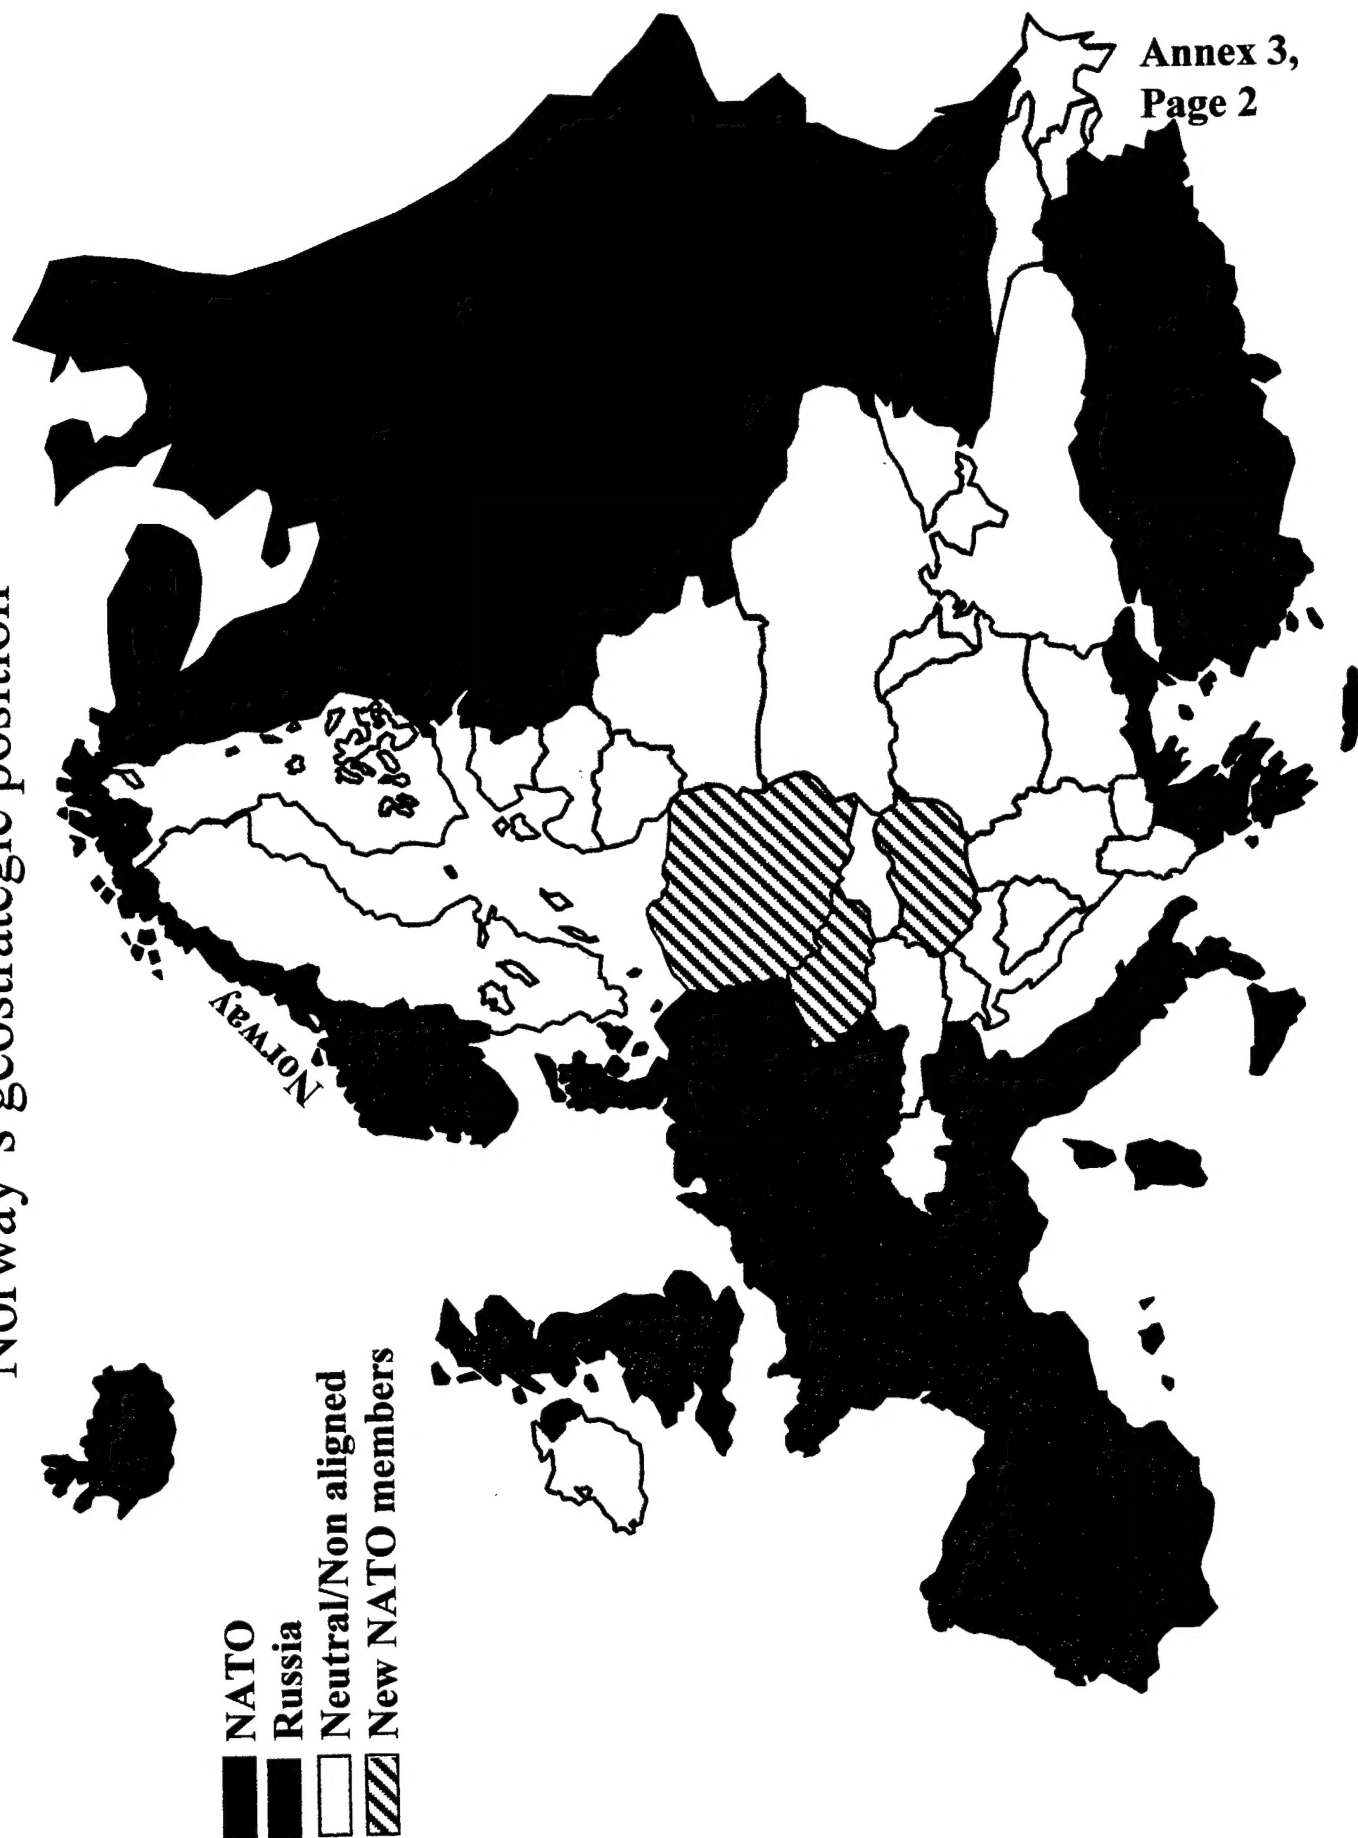 Norway's geostrategic position
NATO
Russia
Neutral/Non aligned
New NATO members
Norway
Annex 3,
Page 2